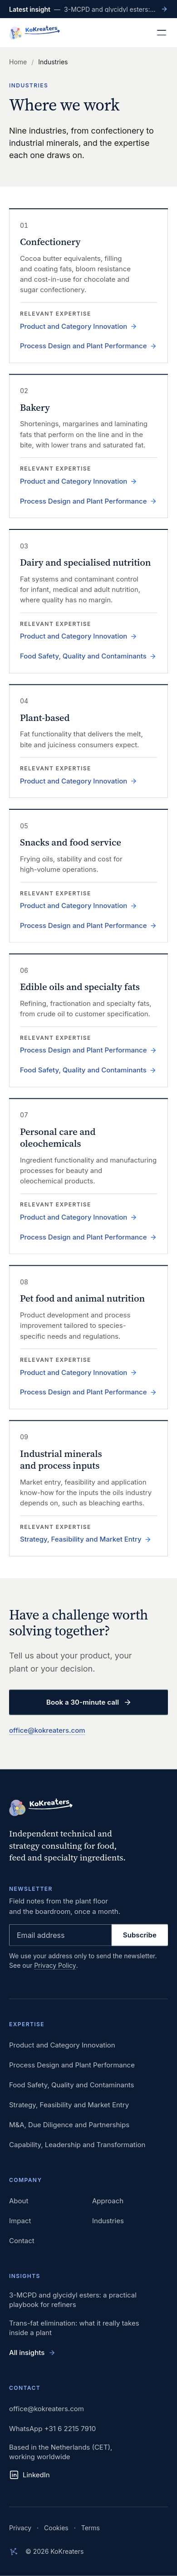 Latest insight — 3-MCPD and glycidyl esters:... →
KoKreaters
Home / Industries
INDUSTRIES
Where we work
Nine industries, from confectionery to
industrial minerals, and the expertise
each one draws on.
01
Confectionery
Cocoa butter equivalents, filling
and coating fats, bloom resistance
and cost-in-use for chocolate and
sugar confectionery.
RELEVANT EXPERTISE
Product and Category Innovation →
Process Design and Plant Performance →
02
Bakery
Shortenings, margarines and laminating
fats that perform on the line and in the
bite, with lower trans and saturated fat.
RELEVANT EXPERTISE
Product and Category Innovation →
Process Design and Plant Performance →
03
Dairy and specialised nutrition
Fat systems and contaminant control
for infant, medical and adult nutrition,
where quality has no margin.
RELEVANT EXPERTISE
Product and Category Innovation →
Food Safety, Quality and Contaminants →
04
Plant-based
Fat functionality that delivers the melt,
bite and juiciness consumers expect.
RELEVANT EXPERTISE
Product and Category Innovation →
05
Snacks and food service
Frying oils, stability and cost for
high-volume operations.
RELEVANT EXPERTISE
Product and Category Innovation →
Process Design and Plant Performance →
06
Edible oils and specialty fats
Refining, fractionation and specialty fats,
from crude oil to customer specification.
RELEVANT EXPERTISE
Process Design and Plant Performance →
Food Safety, Quality and Contaminants →
07
Personal care and
oleochemicals
Ingredient functionality and manufacturing
processes for beauty and
oleochemical products.
RELEVANT EXPERTISE
Product and Category Innovation →
Process Design and Plant Performance →
08
Pet food and animal nutrition
Product development and process
improvement tailored to species-
specific needs and regulations.
RELEVANT EXPERTISE
Product and Category Innovation →
Process Design and Plant Performance →
09
Industrial minerals
and process inputs
Market entry, feasibility and application
know-how for the inputs the oils industry
depends on, such as bleaching earths.
RELEVANT EXPERTISE
Strategy, Feasibility and Market Entry →
Have a challenge worth
solving together?
Tell us about your product, your
plant or your decision.
Book a 30-minute call →
office@kokreaters.com
KoKreaters
Independent technical and
strategy consulting for food,
feed and specialty ingredients.
NEWSLETTER
Field notes from the plant floor
and the boardroom, once a month.
Email address
Subscribe
We use your address only to send the newsletter.
See our Privacy Policy.
EXPERTISE
Product and Category Innovation
Process Design and Plant Performance
Food Safety, Quality and Contaminants
Strategy, Feasibility and Market Entry
M&A, Due Diligence and Partnerships
Capability, Leadership and Transformation
COMPANY
About
Approach
Impact
Industries
Contact
INSIGHTS
3-MCPD and glycidyl esters: a practical
playbook for refiners
Trans-fat elimination: what it really takes
inside a plant
All insights →
CONTACT
office@kokreaters.com
WhatsApp +31 6 2215 7910
Based in the Netherlands (CET),
working worldwide
in LinkedIn
Privacy · Cookies · Terms
© 2026 KoKreaters